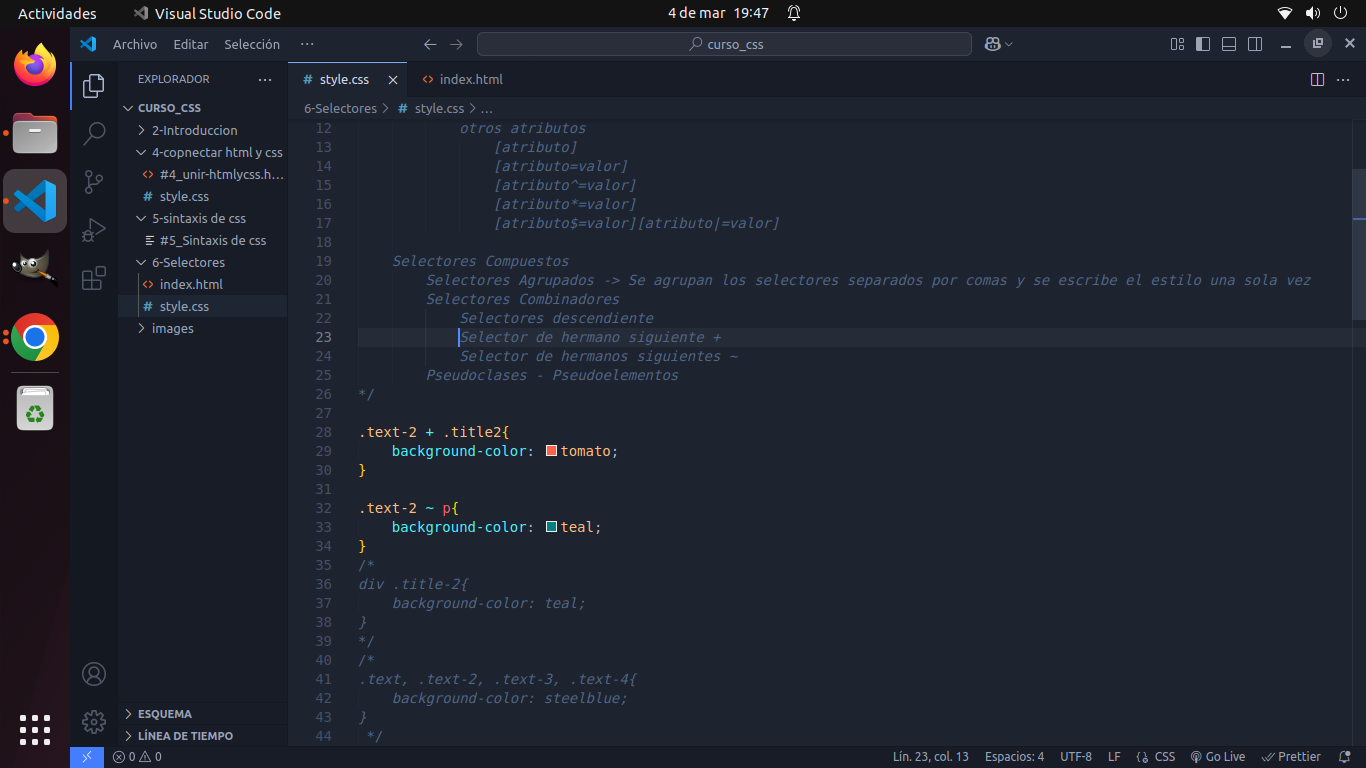 Actividades
Visual Studio Code
4 de mar 19:47
Archivo Editar Selección ···
curso_css
EXPLORADOR ···
CURSO_CSS
2-Introduccion
4-copnectar html y css
#4_unir-htmlycss.h...
style.css
5-sintaxis de css
#5_Sintaxis de css
6-Selectores
index.html
style.css
images
ESQUEMA
LÍNEA DE TIEMPO
# style.css
index.html
6-Selectores > # style.css > ...
12 otros atributos
13 [atributo]
14 [atributo=valor]
15 [atributo^=valor]
16 [atributo*=valor]
17 [atributo$=valor][atributo|=valor]
18
19 Selectores Compuestos
20 Selectores Agrupados -> Se agrupan los selectores separados por comas y se escribe el estilo una sola vez
21 Selectores Combinadores
22 Selectores descendiente
23 Selector de hermano siguiente +
24 Selector de hermanos siguientes ~
25 Pseudoclases - Pseudoelementos
26 */
27
28 .text-2 + .title2{
29 background-color: tomato;
30 }
31
32 .text-2 ~ p{
33 background-color: teal;
34 }
35 /*
36 div .title-2{
37 background-color: teal;
38 }
39 */
40 /*
41 .text, .text-2, .text-3, .text-4{
42 background-color: steelblue;
43 }
44 */
0 0
Lín. 23, col. 13 Espacios: 4 UTF-8 LF {} CSS Go Live Prettier